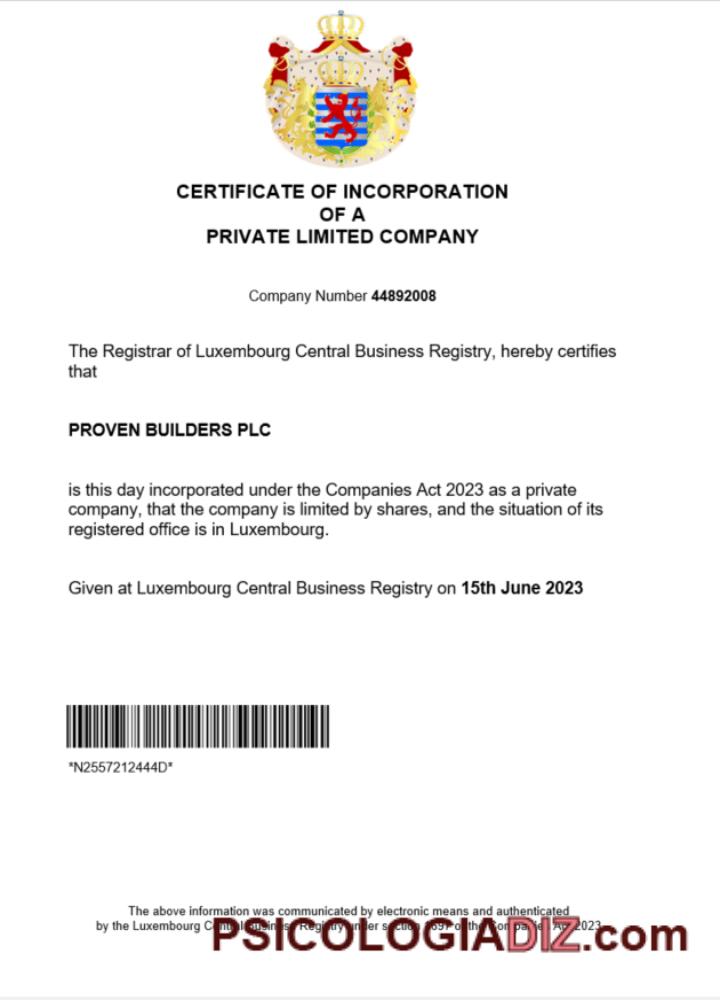 CERTIFICATE OF INCORPORATION
OF A
PRIVATE LIMITED COMPANY
Company Number 44892008
The Registrar of Luxembourg Central Business Registry, hereby certifies
that
PROVEN BUILDERS PLC
is this day incorporated under the Companies Act 2023 as a private
company, that the company is limited by shares, and the situation of its
registered office is in Luxembourg.
Given at Luxembourg Central Business Registry on 15th June 2023
*N2557212444D*
The above information was communicated by electronic means and authenticated
by the Luxembourg Central Business Registry under section of the Companies Act 2023
PSICOLOGIADIZ.com